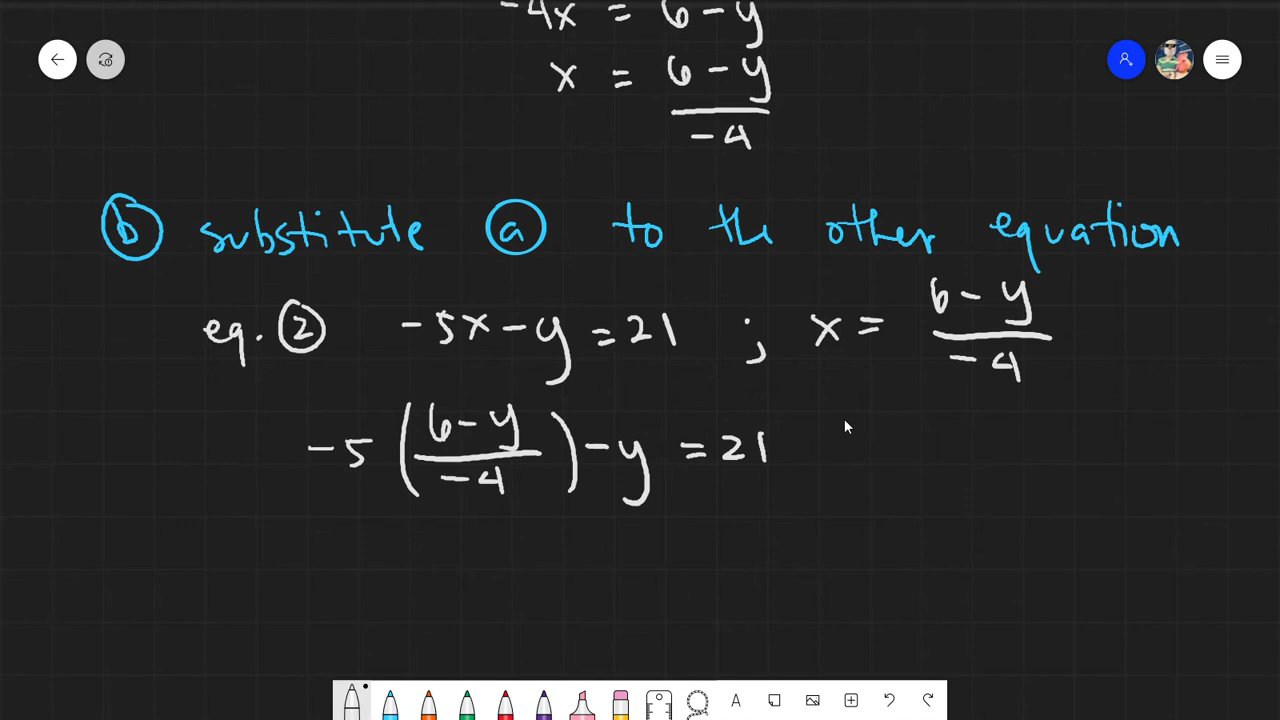 -4x = 6 - y
x = 6 - y / -4
b substitute a to the other equation
eq. 2 -5x - y = 21 ; x = 6 - y / -4
-5 ( 6 - y / -4 ) - y = 21
A